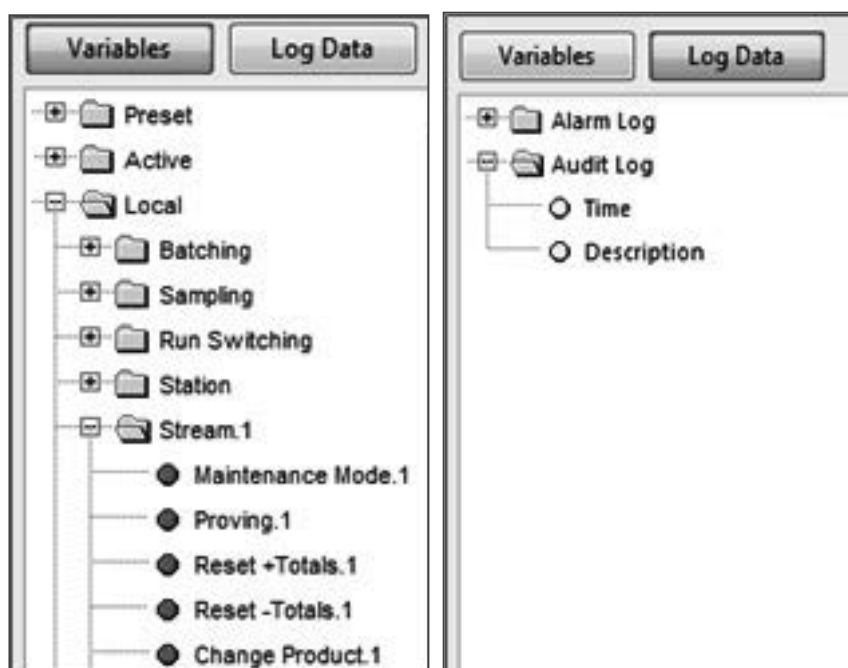 Variables Log Data
Preset
Active
Local
Batching
Sampling
Run Switching
Station
Stream.1
Maintenance Mode.1
Proving.1
Reset +Totals.1
Reset -Totals.1
Change Product.1
Variables Log Data
Alarm Log
Audit Log
Time
Description